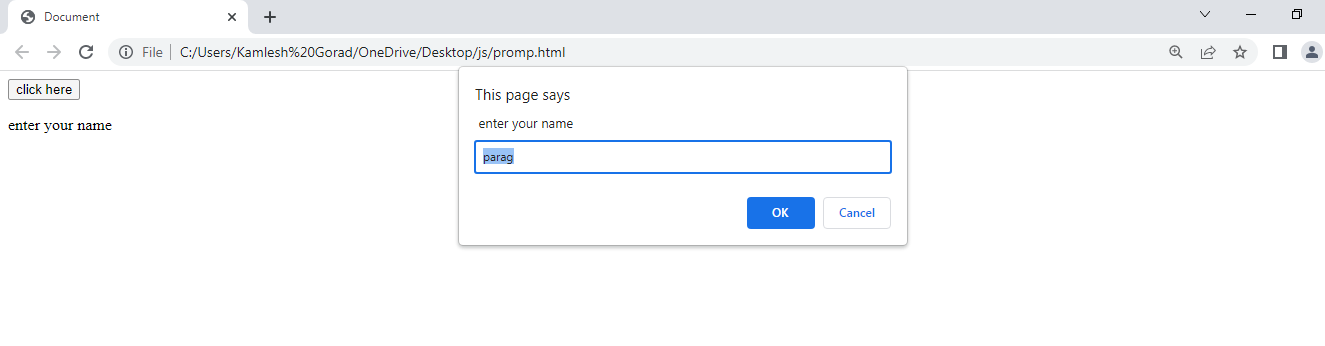 Document
File
C:/Users/Kamlesh%20Gorad/OneDrive/Desktop/js/promp.html
click here
enter your name
This page says
enter your name
parag
OK
Cancel